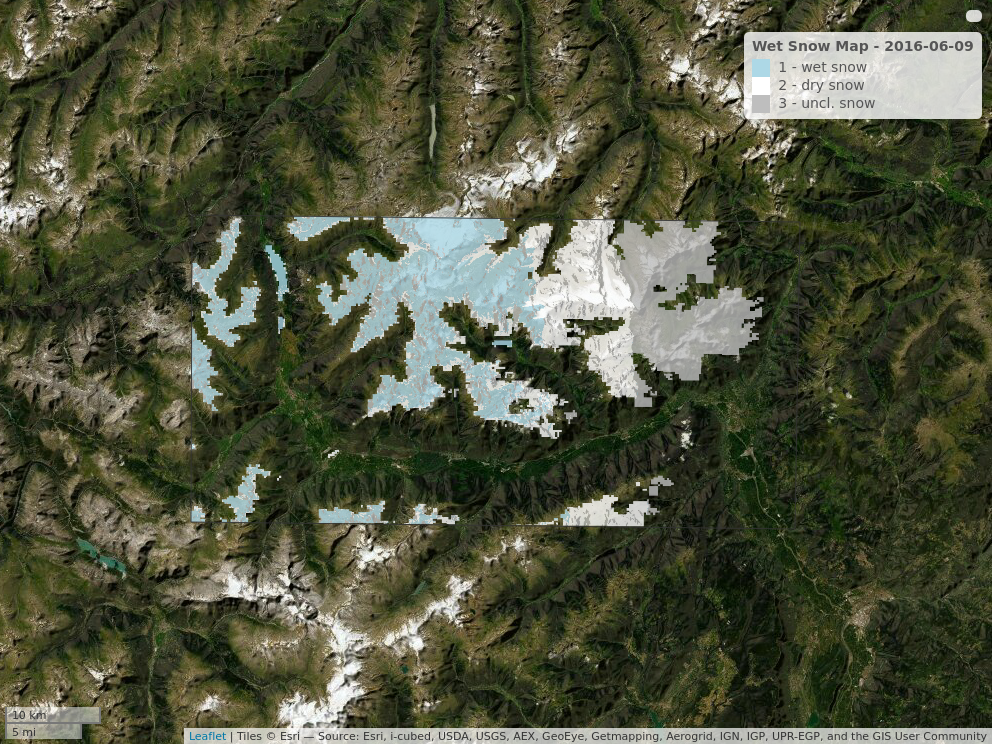 Wet Snow Map - 2016-06-09
1 - wet snow
2 - dry snow
3 - uncl. snow
10 km
5 mi
Leaflet | Tiles © Esri — Source: Esri, i-cubed, USDA, USGS, AEX, GeoEye, Getmapping, Aerogrid, IGN, IGP, UPR-EGP, and the GIS User Community